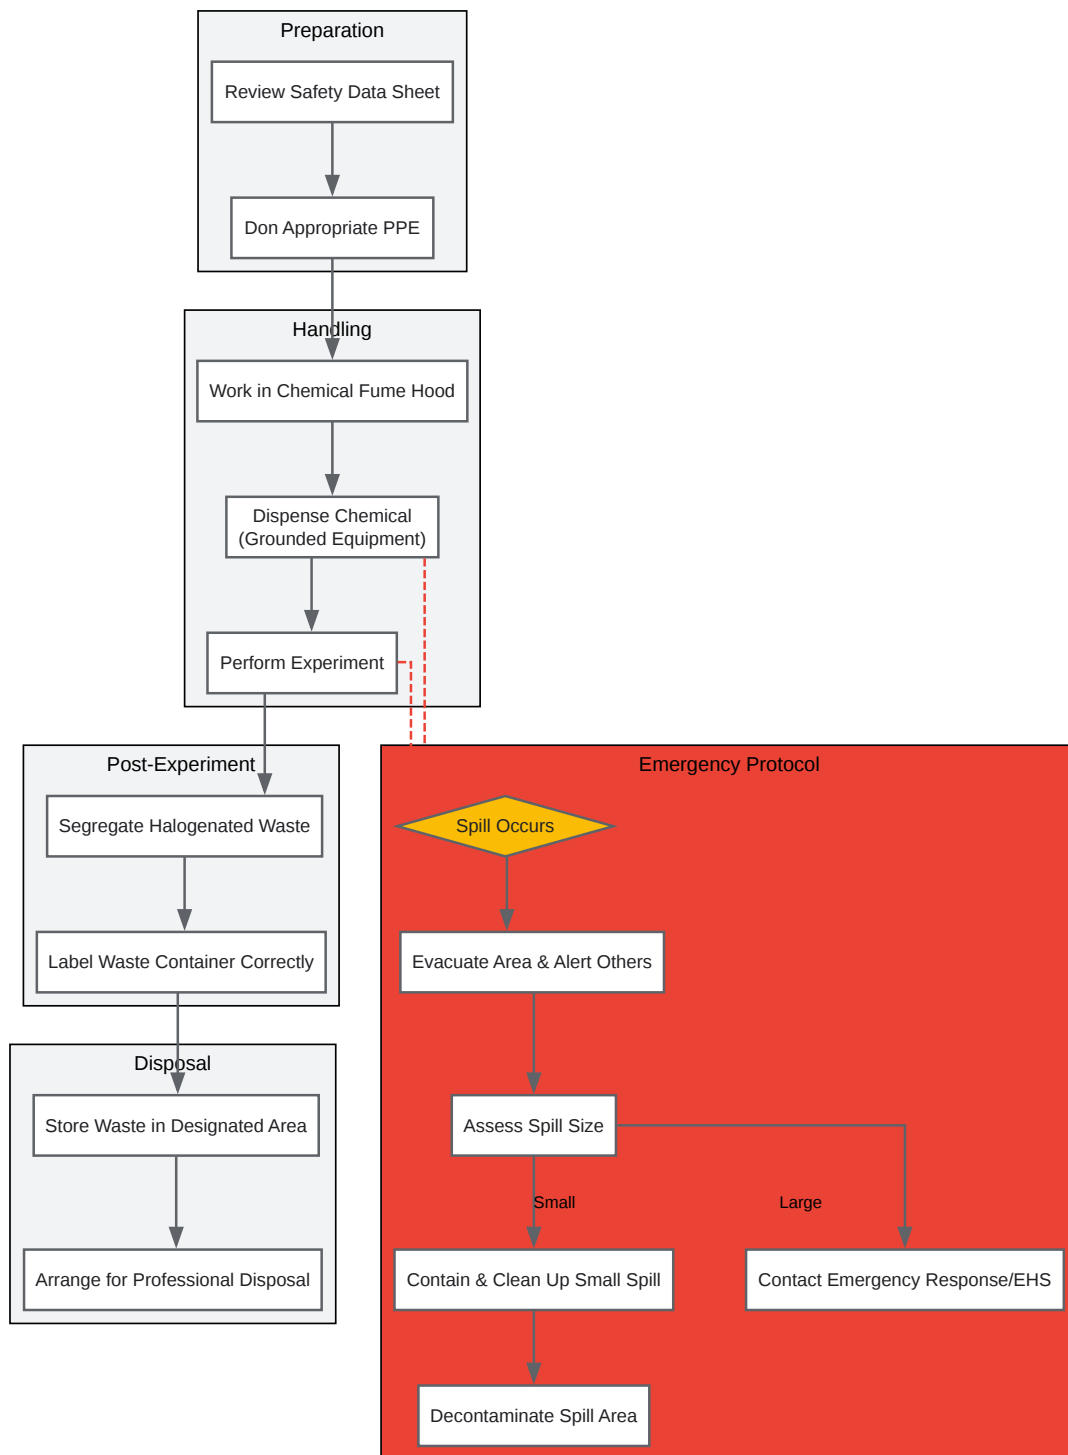 Preparation
Review Safety Data Sheet
Don Appropriate PPE
Handling
Work in Chemical Fume Hood
Dispense Chemical
(Grounded Equipment)
Perform Experiment
Post-Experiment
Segregate Halogenated Waste
Label Waste Container Correctly
Disposal
Store Waste in Designated Area
Arrange for Professional Disposal
Emergency Protocol
Spill Occurs
Evacuate Area & Alert Others
Assess Spill Size
Small
Large
Contain & Clean Up Small Spill
Contact Emergency Response/EHS
Decontaminate Spill Area